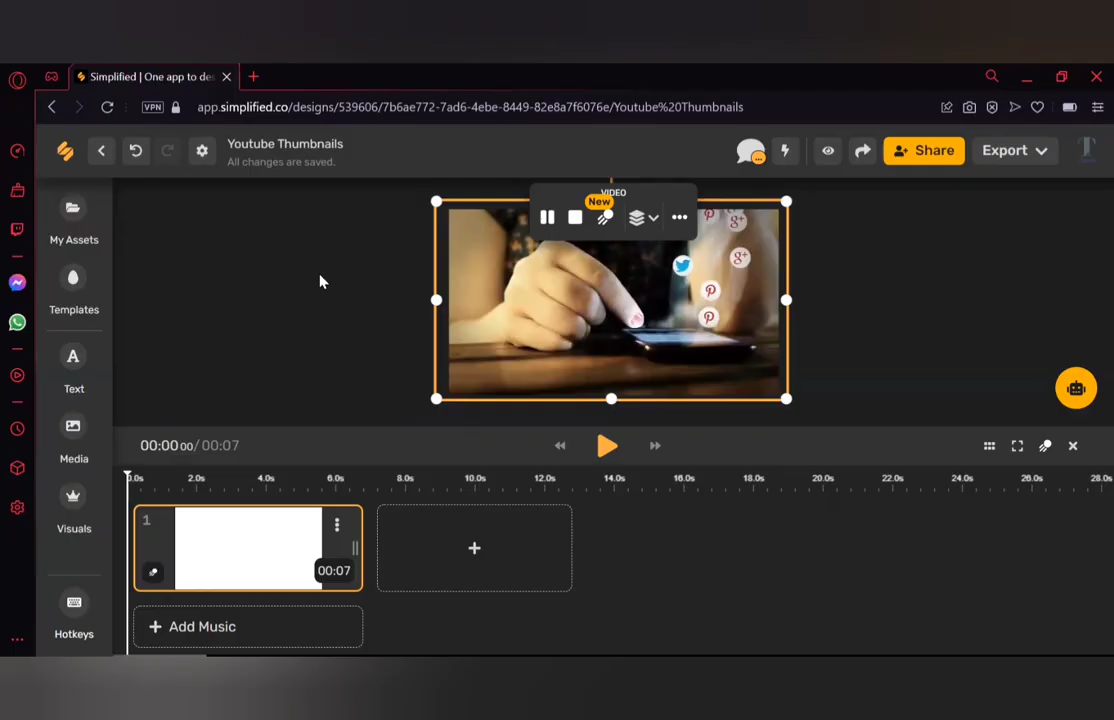 Simplified | One app to des
VPN
app.simplified.co/designs/539606/7b6ae772-7ad6-4ebe-8449-82e8a7f6076e/Youtube%20Thumbnails
Youtube Thumbnails
All changes are saved.
Share
Export
VIDEO
New
My Assets
Templates
Text
Media
Visuals
Hotkeys
00:00:00 / 00:07
0.0s 2.0s 4.0s 6.0s 8.0s 10.0s 12.0s 14.0s 16.0s 18.0s 20.0s 22.0s 24.0s 26.0s 28.0s
1
00:07
+
+ Add Music